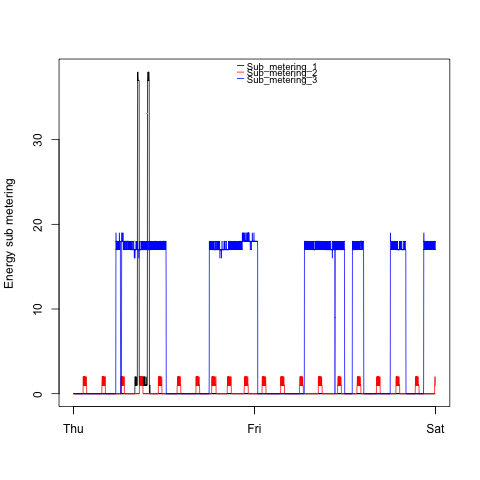 Sub_metering_1
Sub_metering_2
Sub_metering_3
Energy sub metering
30
20
10
0
Thu Fri Sat